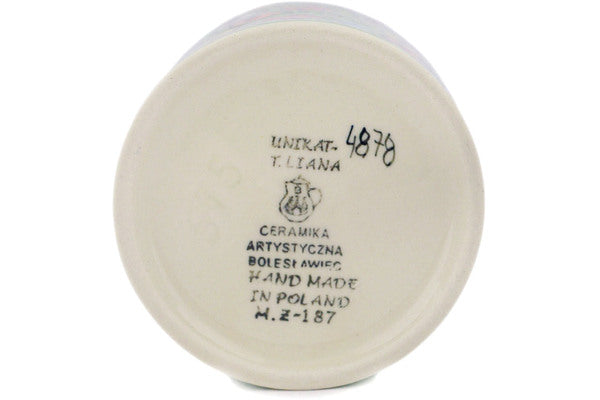 UNIKAT- 4878
T. LIANA
CERAMIKA
ARTYSTYCZNA
BOLESŁAWIEC
HAND MADE
IN POLAND
M.Z-187